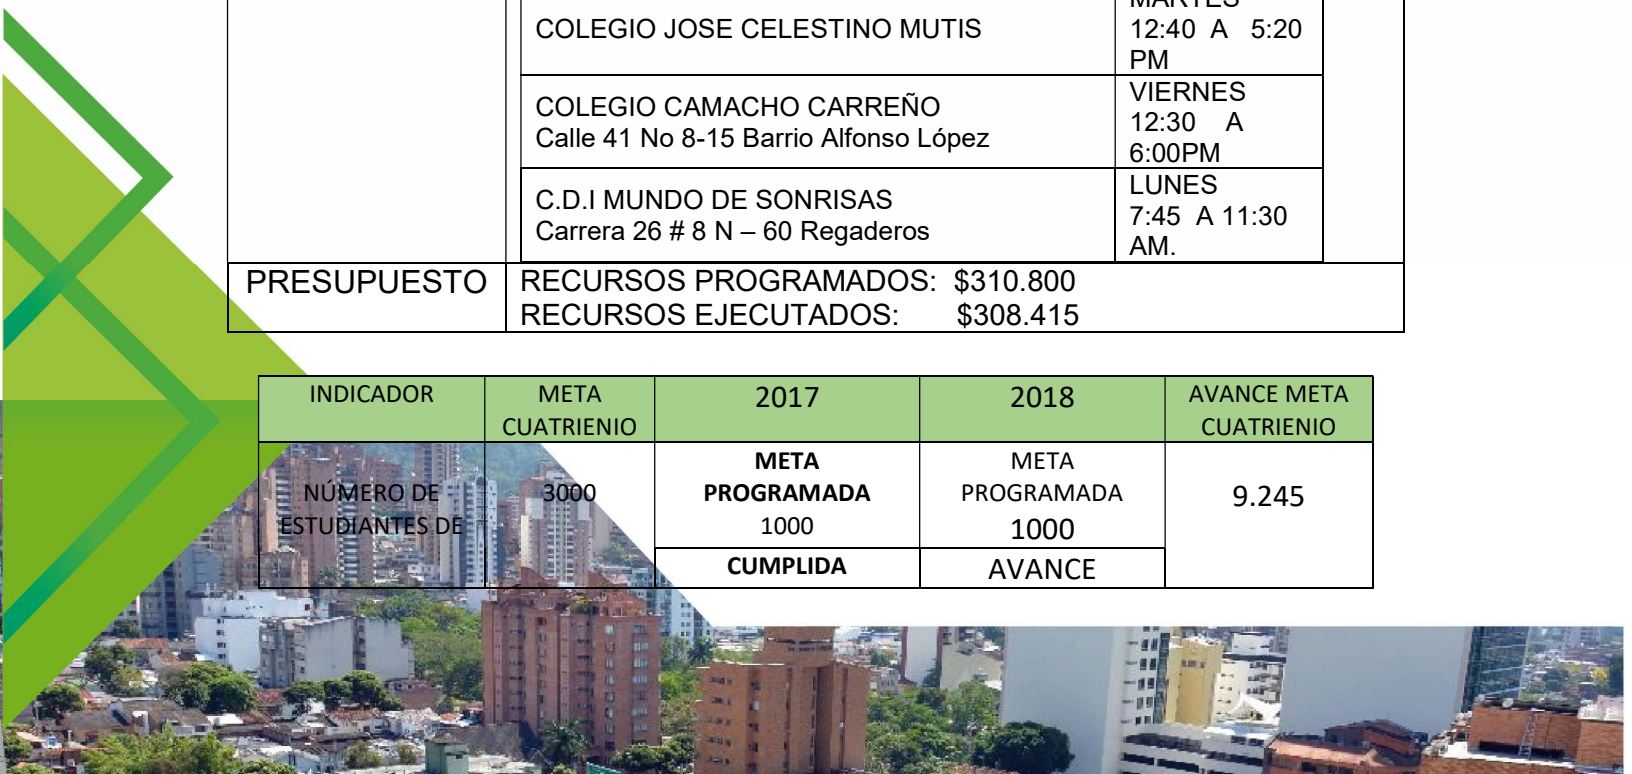 MARTES
COLEGIO JOSE CELESTINO MUTIS
12:40 A 5:20
PM
COLEGIO CAMACHO CARREÑO
Calle 41 No 8-15 Barrio Alfonso López
VIERNES
12:30 A
6:00PM
C.D.I MUNDO DE SONRISAS
Carrera 26 # 8 N – 60 Regaderos
LUNES
7:45 A 11:30
AM.
PRESUPUESTO
RECURSOS PROGRAMADOS: $310.800
RECURSOS EJECUTADOS: $308.415
INDICADOR
META
CUATRIENIO
2017
2018
AVANCE META
CUATRIENIO
NÚMERO DE
ESTUDIANTES DE
3000
META
PROGRAMADA
1000
META
PROGRAMADA
1000
9.245
CUMPLIDA
AVANCE